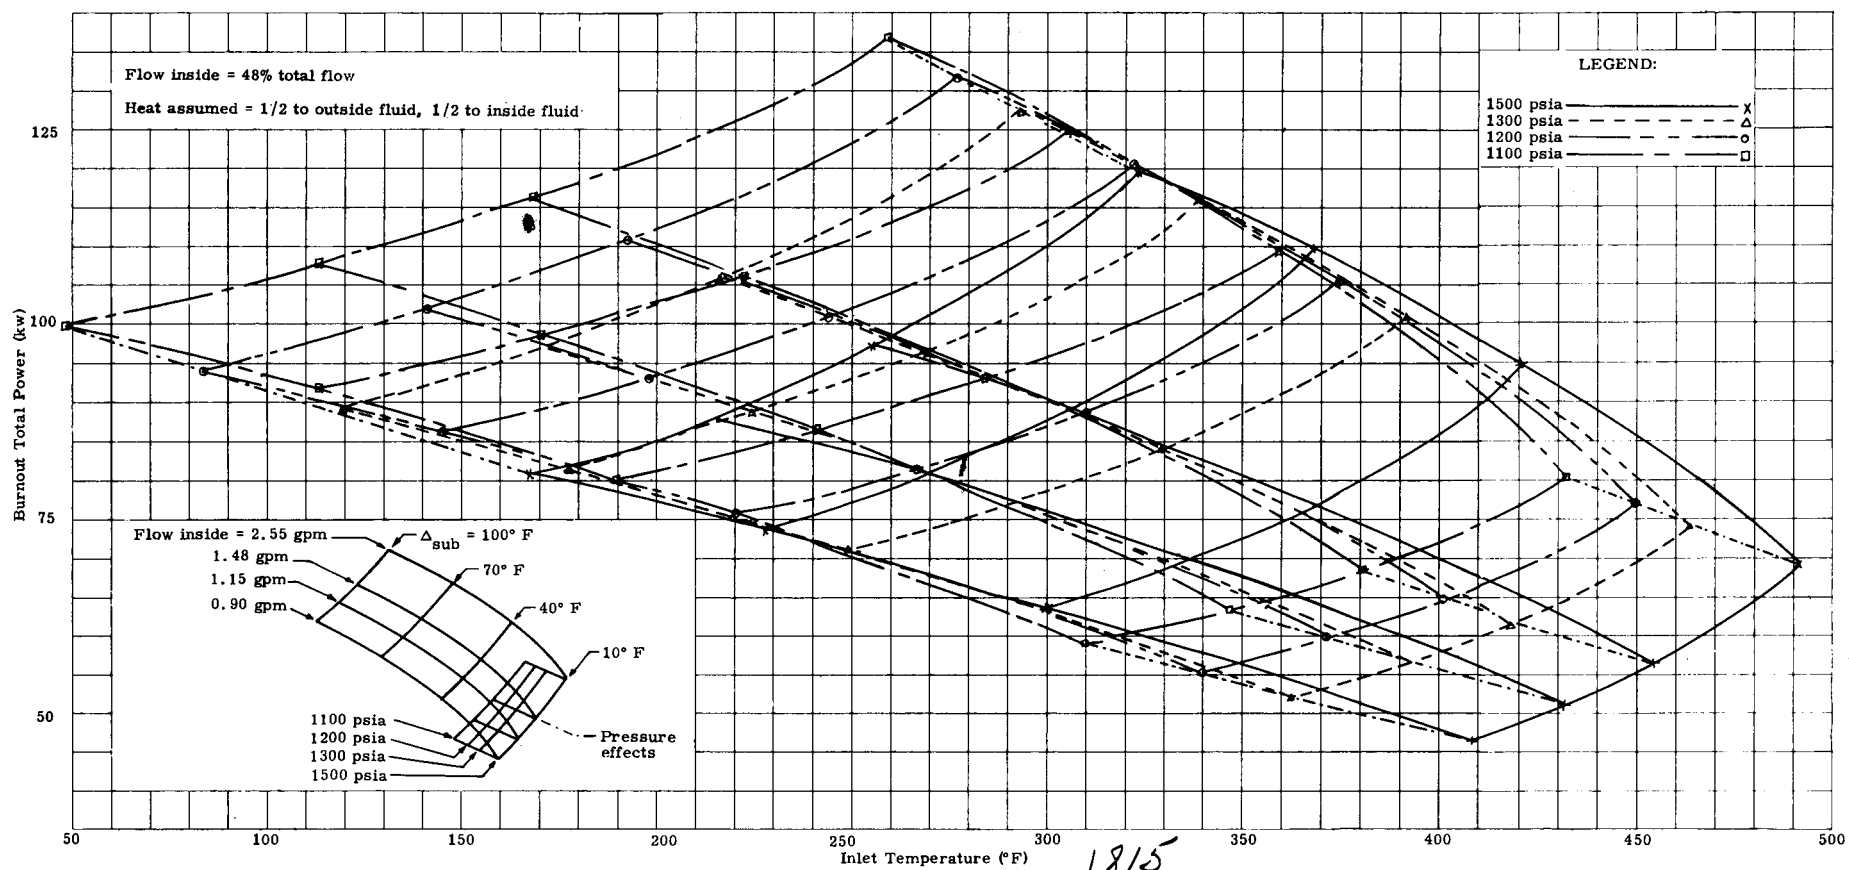 Flow inside = 48% total flow
Heat assumed = 1/2 to outside fluid, 1/2 to inside fluid
LEGEND:
1500 psia
1300 psia
1200 psia
1100 psia
125
100
75
50
Burnout Total Power (kw)
Flow inside = 2.55 gpm
1.48 gpm
1.15 gpm
0.90 gpm
Δsub = 100° F
70° F
40° F
10° F
1100 psia
1200 psia
1300 psia
1500 psia
Pressure
effects
50 100 150 200 250 300 350 400 450 500
Inlet Temperature (°F)
1815